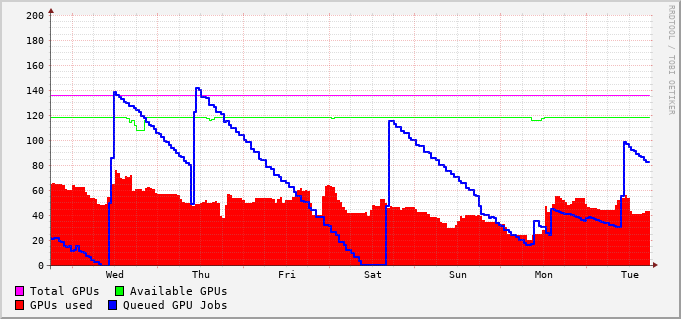 200
180
160
140
120
100
80
60
40
20
0
Wed Thu Fri Sat Sun Mon Tue
Total GPUs Available GPUs
GPUs used Queued GPU Jobs
RRDTOOL / TOBI OETIKER